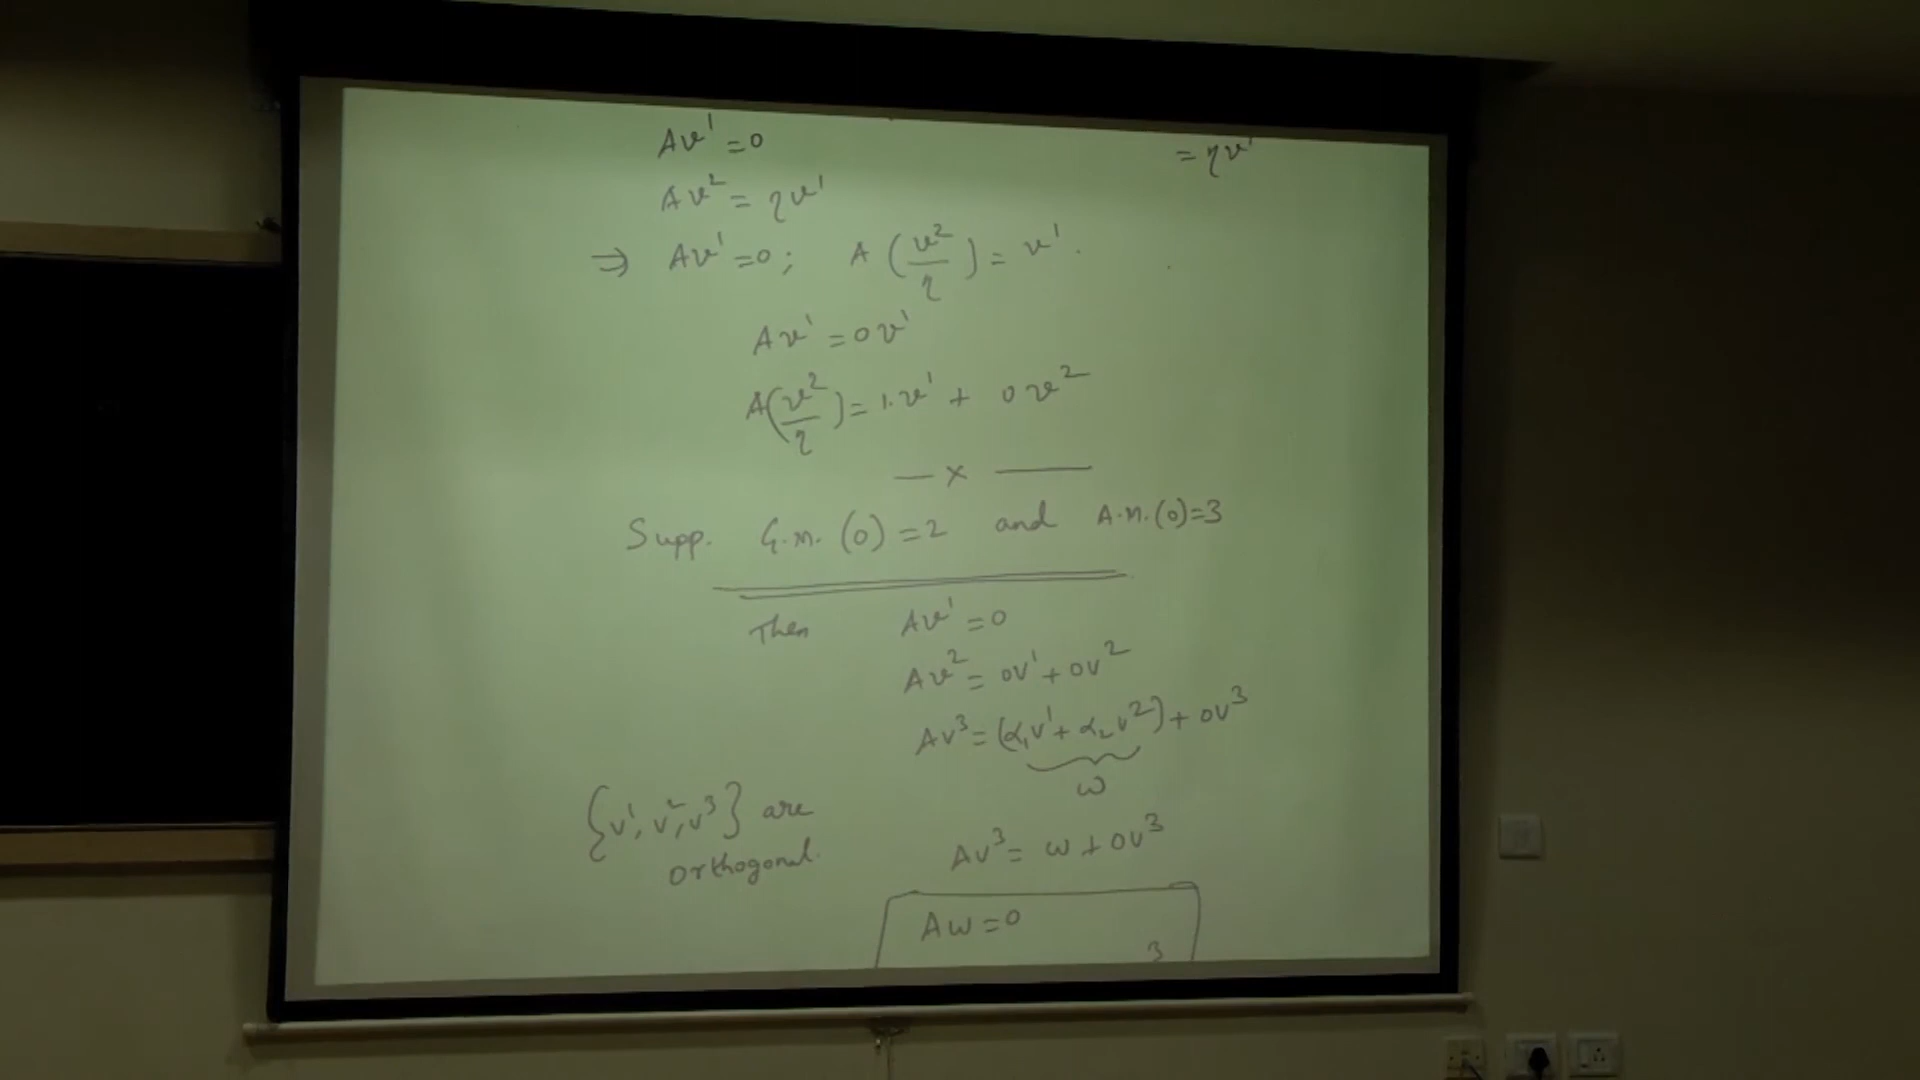 Av¹ = 0
= ηv¹
Av² = ηv¹
⇒ Av¹ = 0 ; A (v²/η) = v¹.
Av¹ = 0v¹
A(v²/η) = 1.v¹ + 0v²
— x —
Supp. G.M. (0) = 2 and A.M. (0) = 3
Then Av¹ = 0
Av² = 0v¹ + 0v²
Av³ = (α₁v¹ + α₂v²) + 0v³
w
{v¹, v², v³} are
orthogonal.
Av³ = w + 0v³
Aw = 0
3